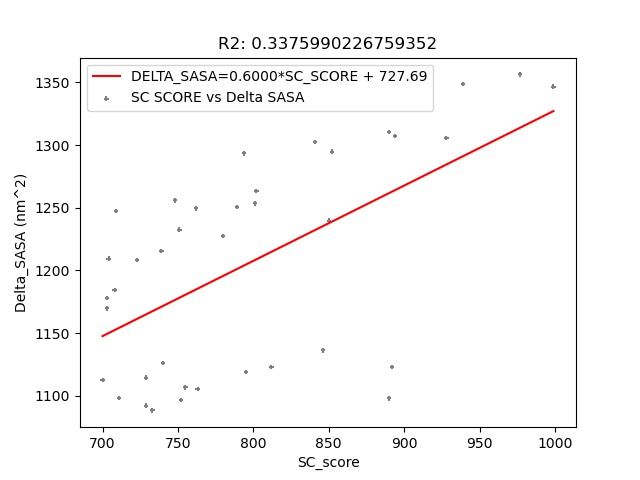 R2: 0.3375990226759352
DELTA_SASA=0.6000*SC_SCORE + 727.69
SC SCORE vs Delta SASA
1350
1300
1250
1200
1150
1100
Delta_SASA (nm^2)
700 750 800 850 900 950 1000
SC_score